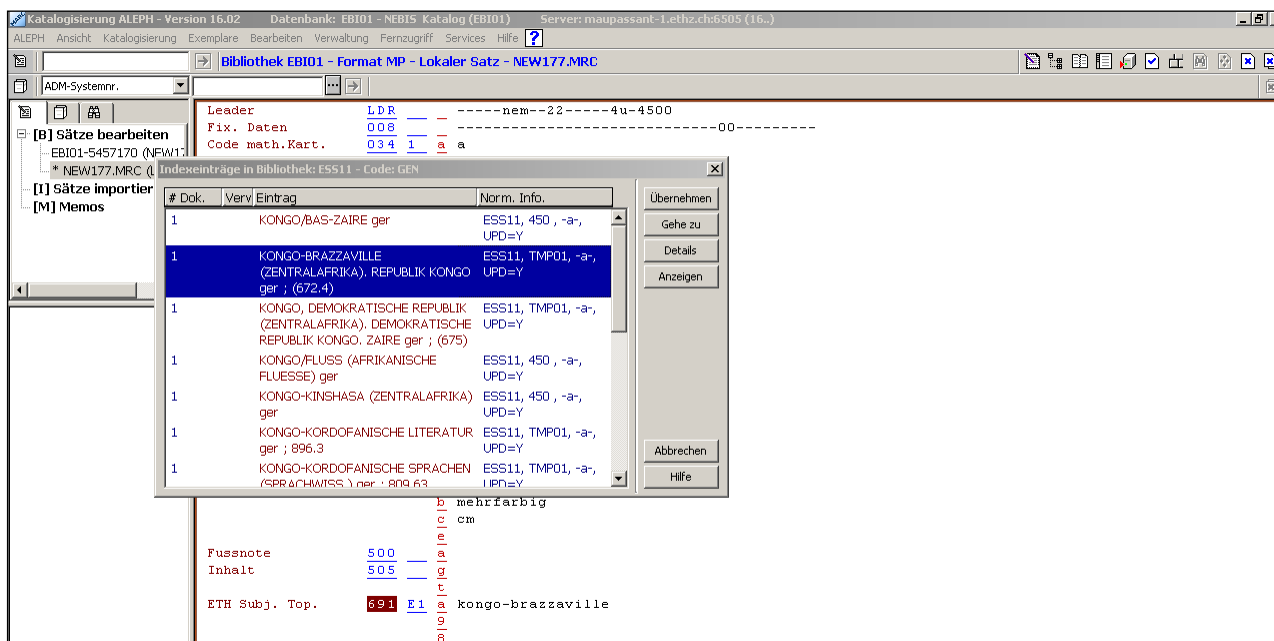 Katalogisierung ALEPH - Version 16.02 Datenbank: EBI01 - NEBIS Katalog (EBI01) Server: maupassant-1.ethz.ch:6505 (16..)
ALEPH Ansicht Katalogisierung Exemplare Bearbeiten Verwaltung Fernzugriff Services Hilfe ?
Bibliothek EBI01 - Format MP - Lokaler Satz - NEW177.MRC
ADM-Systemnr. ...
[B] Sätze bearbeiten
EBI01-5457170 (NEW17
* NEW177.MRC (L
[I] Sätze importier
[M] Memos
Leader LDR -----nem--22-----4u-4500
Fix. Daten 008 ----------------------------00---------
Code math.Kart. 034 1 a a
Indexeinträge in Bibliothek: ESS11 - Code: GEN
# Dok. Verv Eintrag Norm. Info.
1 KONGO/BAS-ZAIRE ger ESS11, 450 , -a-,
UPD=Y
1 KONGO-BRAZZAVILLE ESS11, TMP01, -a-,
(ZENTRALAFRIKA). REPUBLIK KONGO UPD=Y
ger ; (672.4)
1 KONGO, DEMOKRATISCHE REPUBLIK ESS11, TMP01, -a-,
(ZENTRALAFRIKA). DEMOKRATISCHE UPD=Y
REPUBLIK KONGO. ZAIRE ger ; (675)
1 KONGO/FLUSS (AFRIKANISCHE ESS11, 450 , -a-,
FLUESSE) ger UPD=Y
1 KONGO-KINSHASA (ZENTRALAFRIKA) ESS11, 450 , -a-,
ger UPD=Y
1 KONGO-KORDOFANISCHE LITERATUR ESS11, TMP01, -a-,
ger ; 896.3 UPD=Y
1 KONGO-KORDOFANISCHE SPRACHEN ESS11, TMP01, -a-,
(SPRACHWISS.) ger ; 809.63 UPD=Y
Übernehmen
Gehe zu
Details
Anzeigen
Abbrechen
Hilfe
b mehrfarbig
c cm
e
Fussnote 500 a
Inhalt 505 g
t
ETH Subj. Top. 691 E1 a kongo-brazzaville
9
8